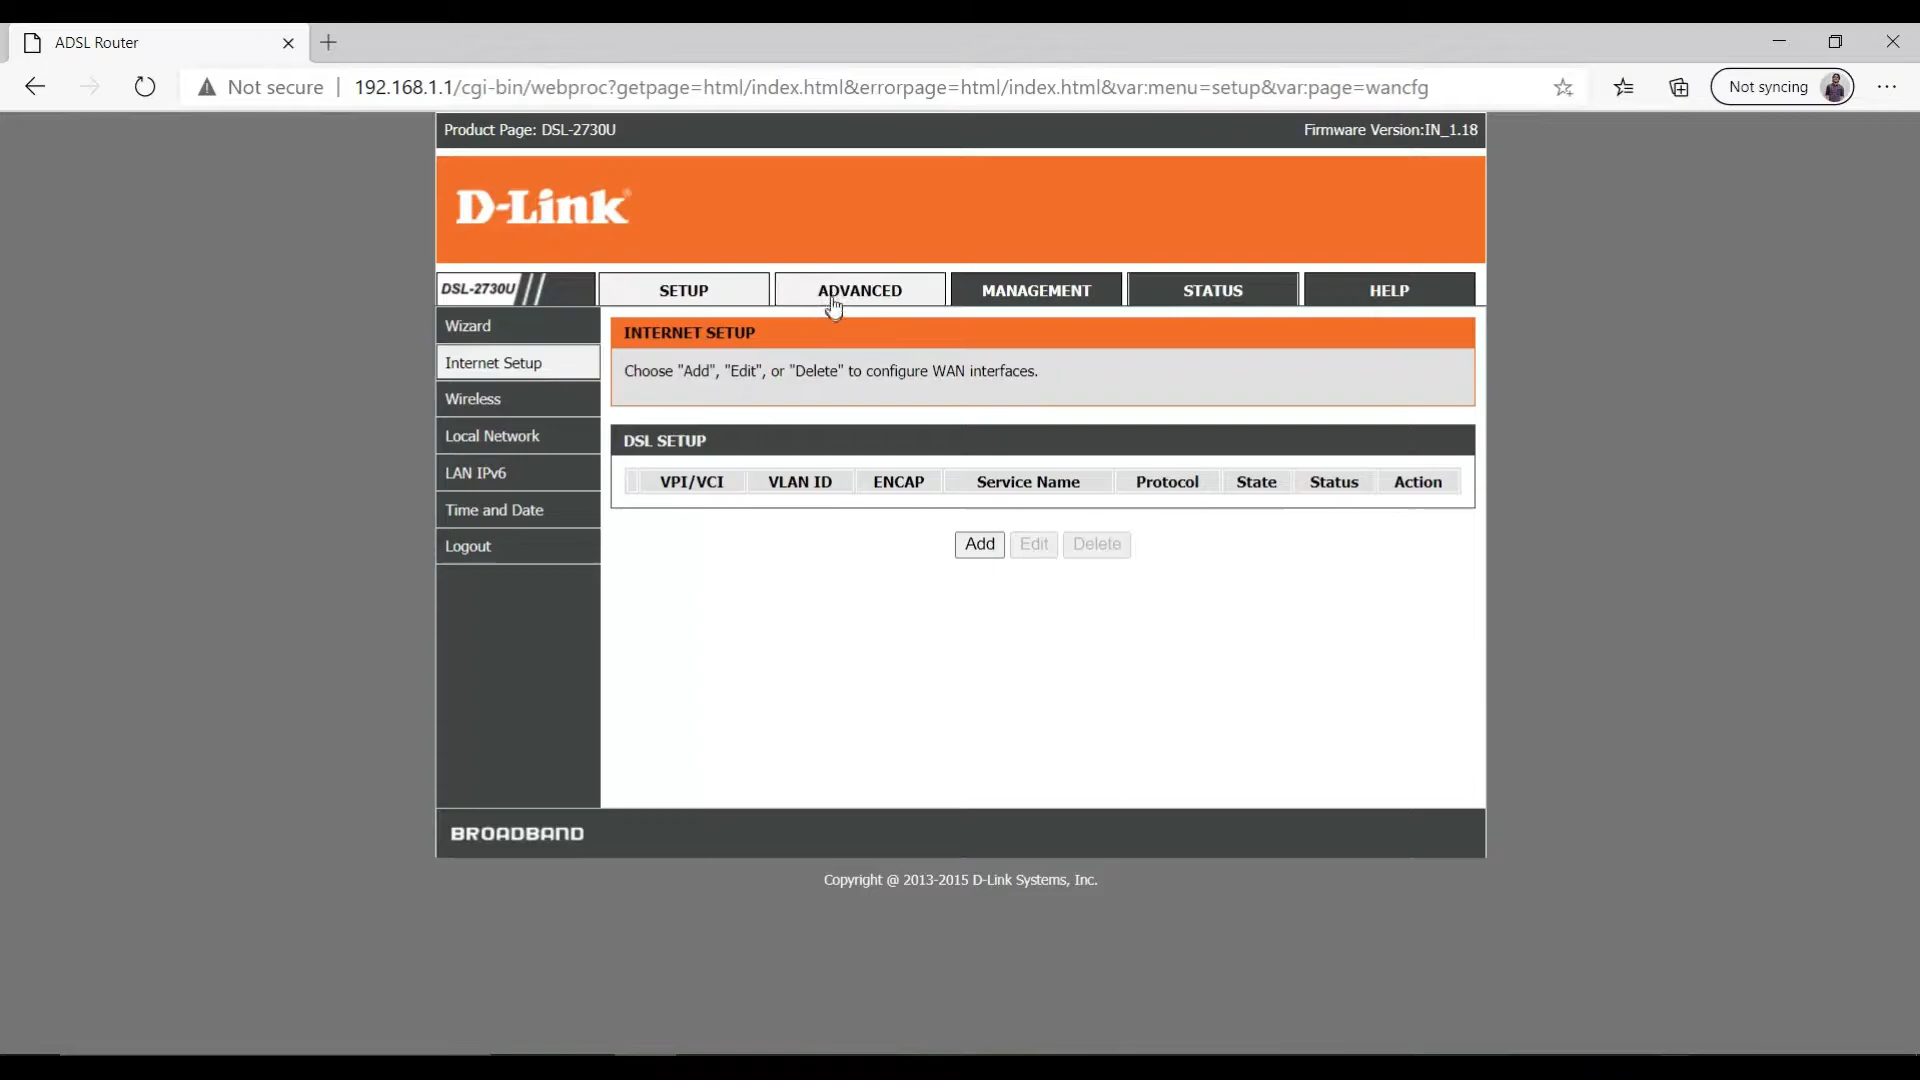 ADSL Router
Not secure | 192.168.1.1/cgi-bin/webproc?getpage=html/index.html&errorpage=html/index.html&var:menu=setup&var:page=wancfg
Not syncing
Product Page: DSL-2730U
Firmware Version:IN_1.18
D-Link®
DSL-2730U
SETUP
ADVANCED
MANAGEMENT
STATUS
HELP
Wizard
Internet Setup
Wireless
Local Network
LAN IPv6
Time and Date
Logout
INTERNET SETUP
Choose "Add", "Edit", or "Delete" to configure WAN interfaces.
DSL SETUP
VPI/VCI VLAN ID ENCAP Service Name Protocol State Status Action
Add Edit Delete
BROADBAND
Copyright @ 2013-2015 D-Link Systems, Inc.